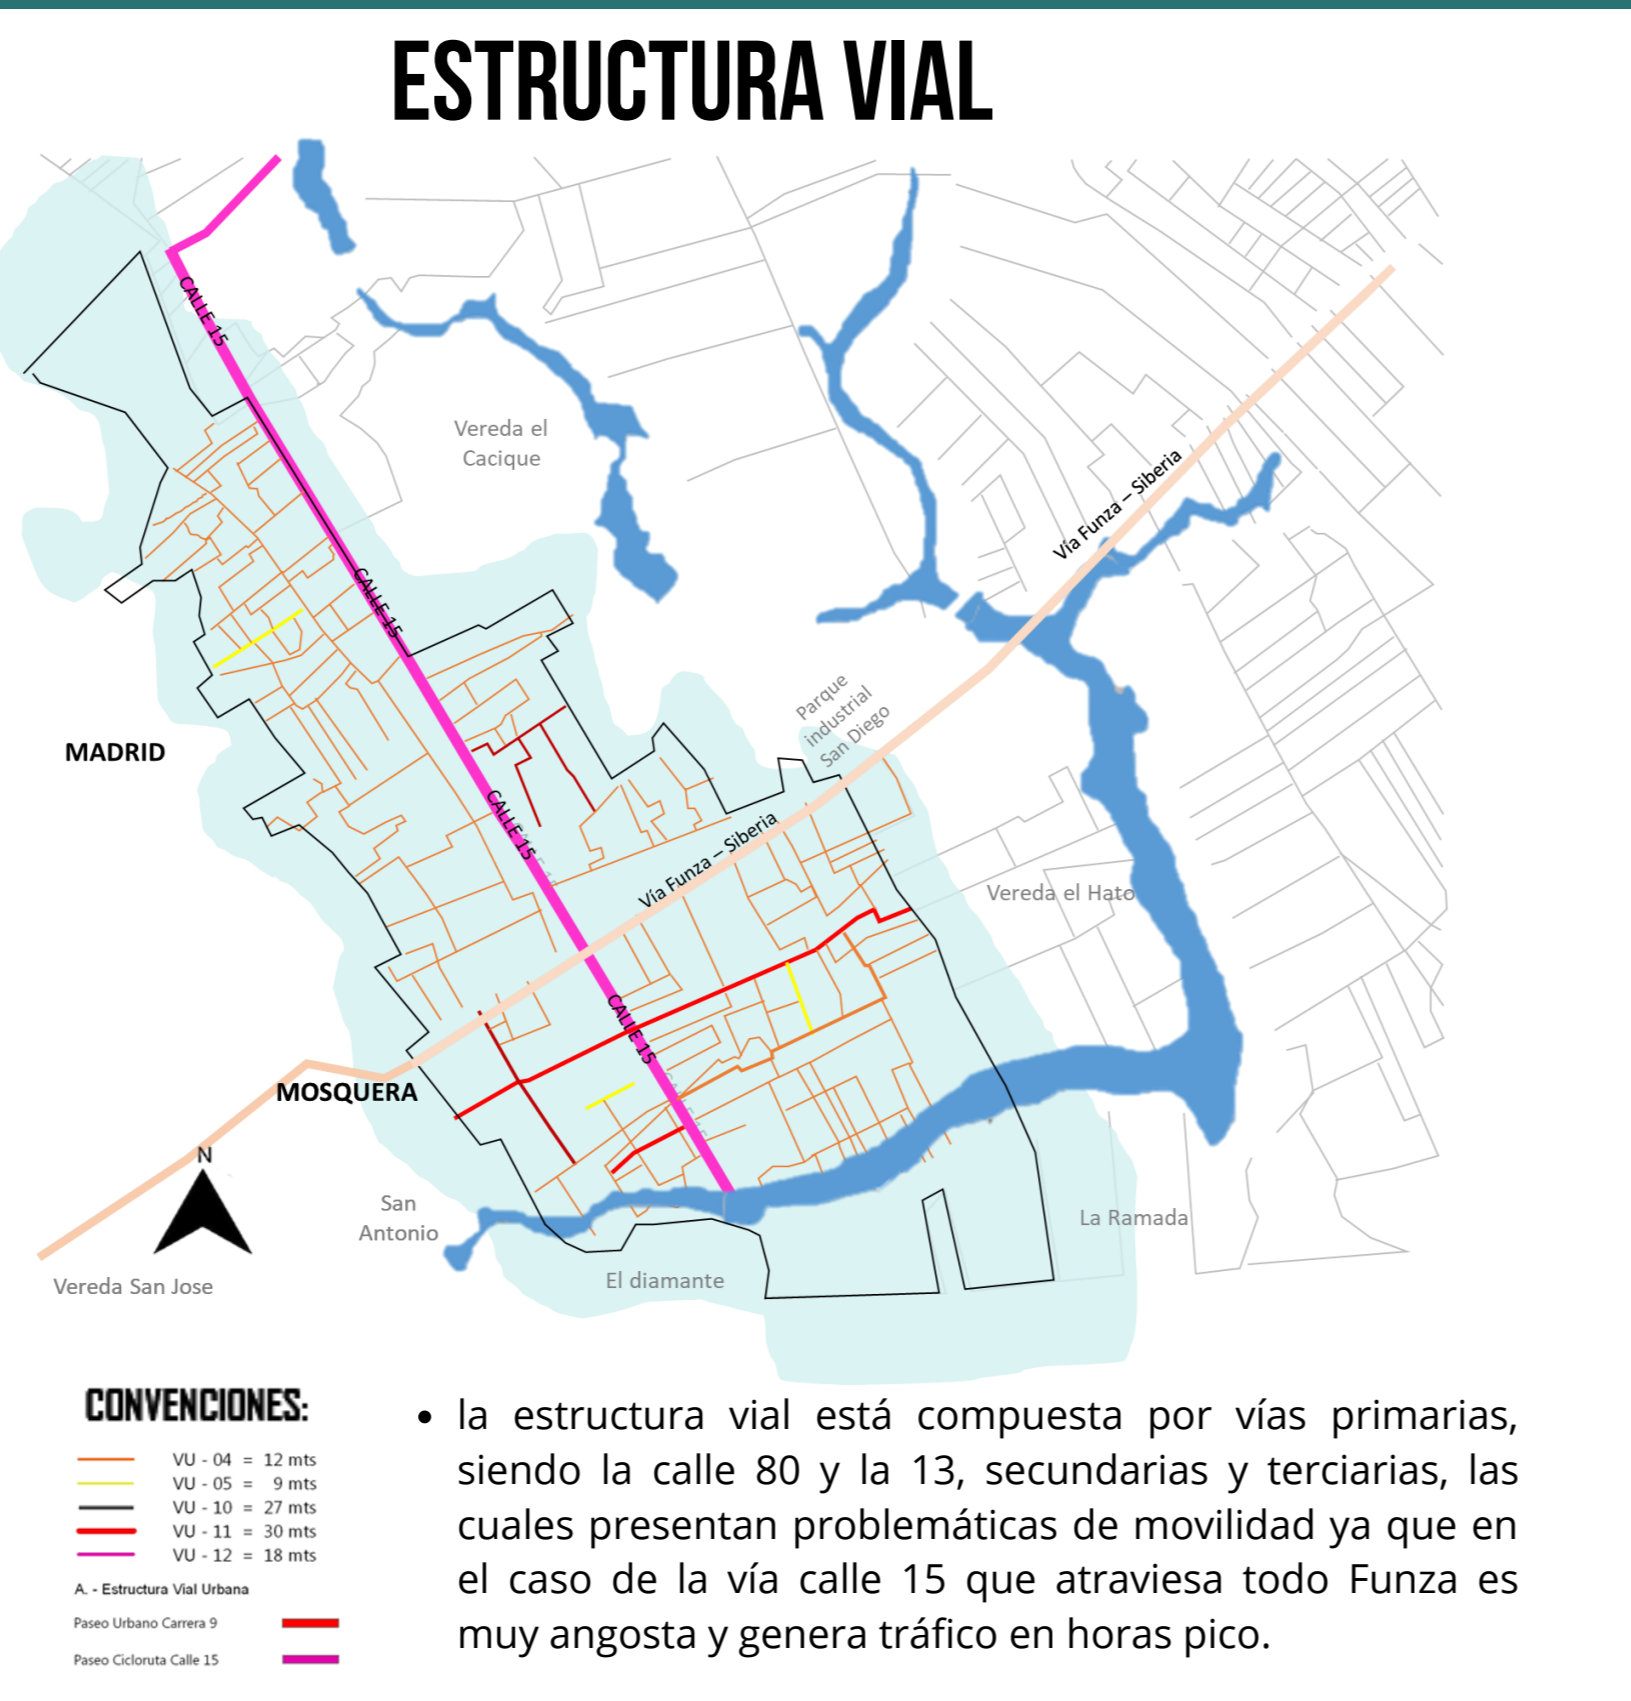 ESTRUCTURA VIAL
CALLE 15
Vereda el
Cacique
Vía Funza – Siberia
CALLE 15
Parque
industrial
San Diego
MADRID
CALLE 15
Vía Funza – Siberia
Vereda el Hato
CALLE 15
MOSQUERA
N
San
Antonio
La Ramada
Vereda San Jose
El diamante
CONVENCIONES:
VU - 04 = 12 mts
VU - 05 = 9 mts
VU - 10 = 27 mts
VU - 11 = 30 mts
VU - 12 = 18 mts
A. - Estructura Vial Urbana
Paseo Urbano Carrera 9
Paseo Cicloruta Calle 15
• la estructura vial está compuesta por vías primarias,
siendo la calle 80 y la 13, secundarias y terciarias, las
cuales presentan problemáticas de movilidad ya que en
el caso de la vía calle 15 que atraviesa todo Funza es
muy angosta y genera tráfico en horas pico.